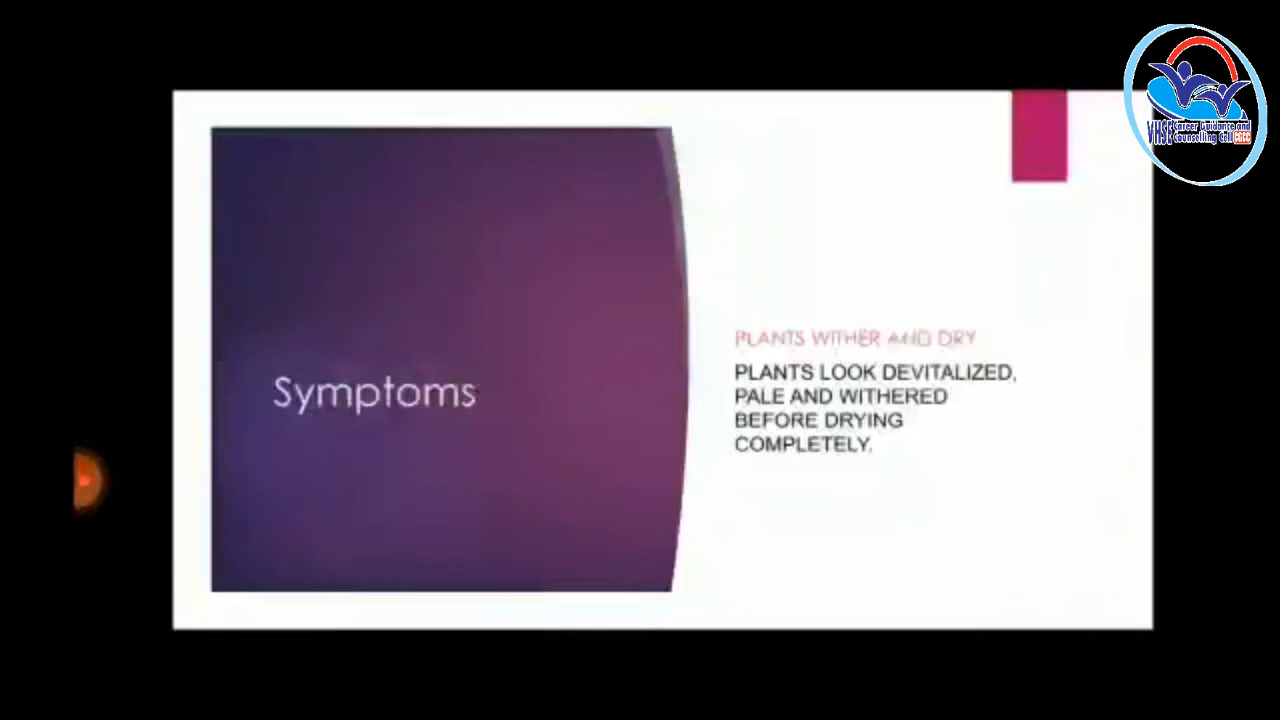 VHSE Career Guidance and
Counselling Cell CGCC
PLANTS WITHER AND DRY
Symptoms
PLANTS LOOK DEVITALIZED,
PALE AND WITHERED
BEFORE DRYING
COMPLETELY.